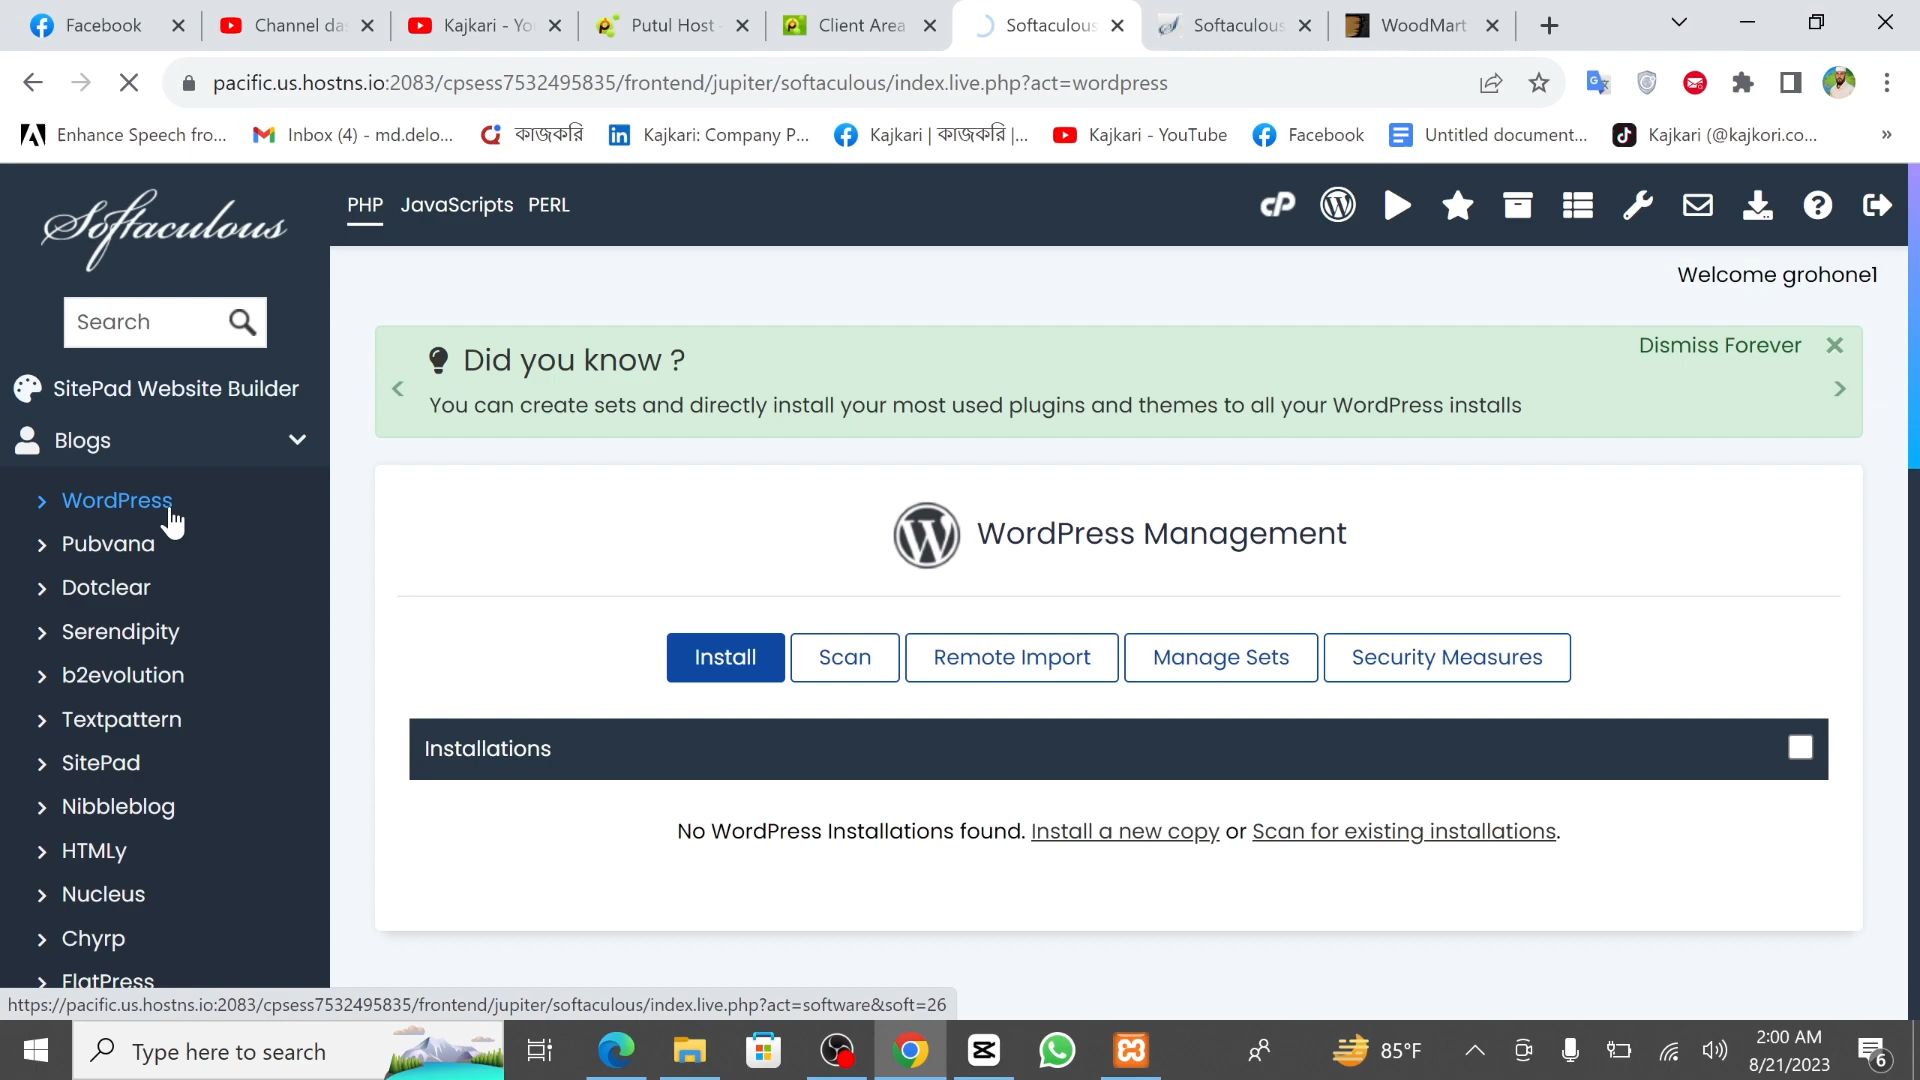 Facebook
Channel da
Kajkari - Yo
Putul Host -
Client Area
Softaculous
Softaculous
WoodMart
pacific.us.hostns.io:2083/cpsess7532495835/frontend/jupiter/softaculous/index.live.php?act=wordpress
Enhance Speech fro...
Inbox (4) - md.delo...
কাজকরি
Kajkari: Company P...
Kajkari | কাজকরি |...
Kajkari - YouTube
Facebook
Untitled document...
Kajkari (@kajkori.co...
»
Softaculous
PHP JavaScripts PERL
cP
Welcome grohone1
Search
SitePad Website Builder
Blogs
WordPress
Pubvana
Dotclear
Serendipity
b2evolution
Textpattern
SitePad
Nibbleblog
HTMLy
Nucleus
Chyrp
FlatPress
Did you know ?
Dismiss Forever
You can create sets and directly install your most used plugins and themes to all your WordPress installs
WordPress Management
Install
Scan
Remote Import
Manage Sets
Security Measures
Installations
No WordPress Installations found. Install a new copy or Scan for existing installations.
https://pacific.us.hostns.io:2083/cpsess7532495835/frontend/jupiter/softaculous/index.live.php?act=software&soft=26
Type here to search
85°F
2:00 AM
8/21/2023
6